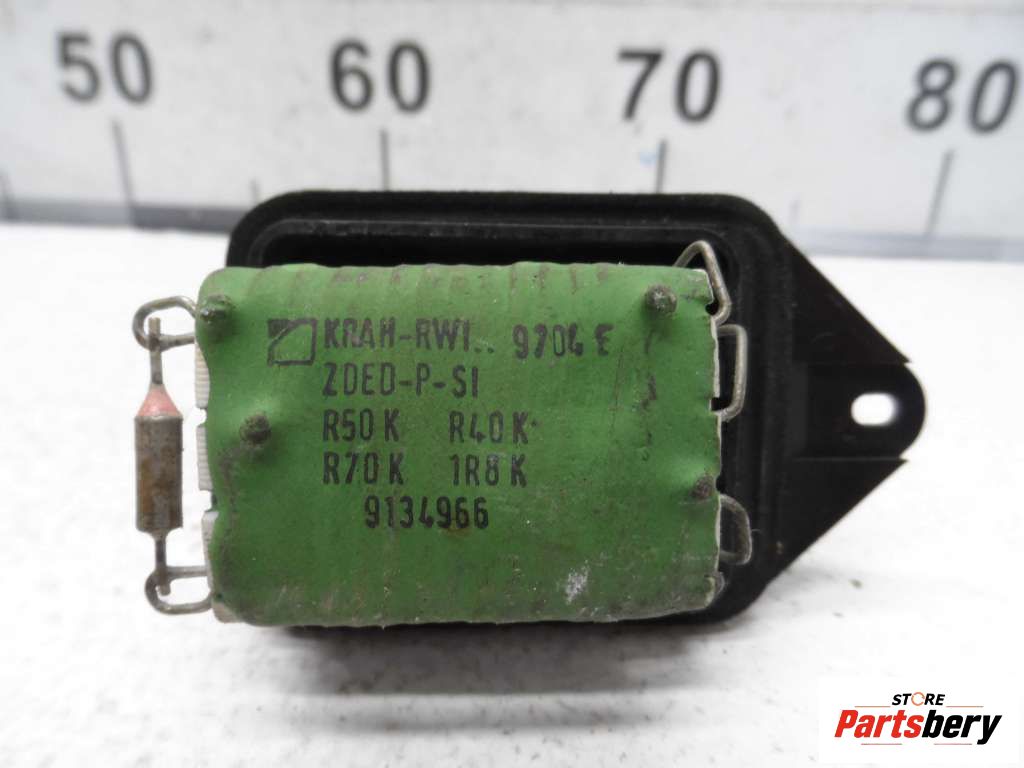 50 60 70 80
KRAH-RWI.. 9704 E
ZDED-P-SI
R50K R40K
R70K 1R8K
9134966
STORE
Partsbery